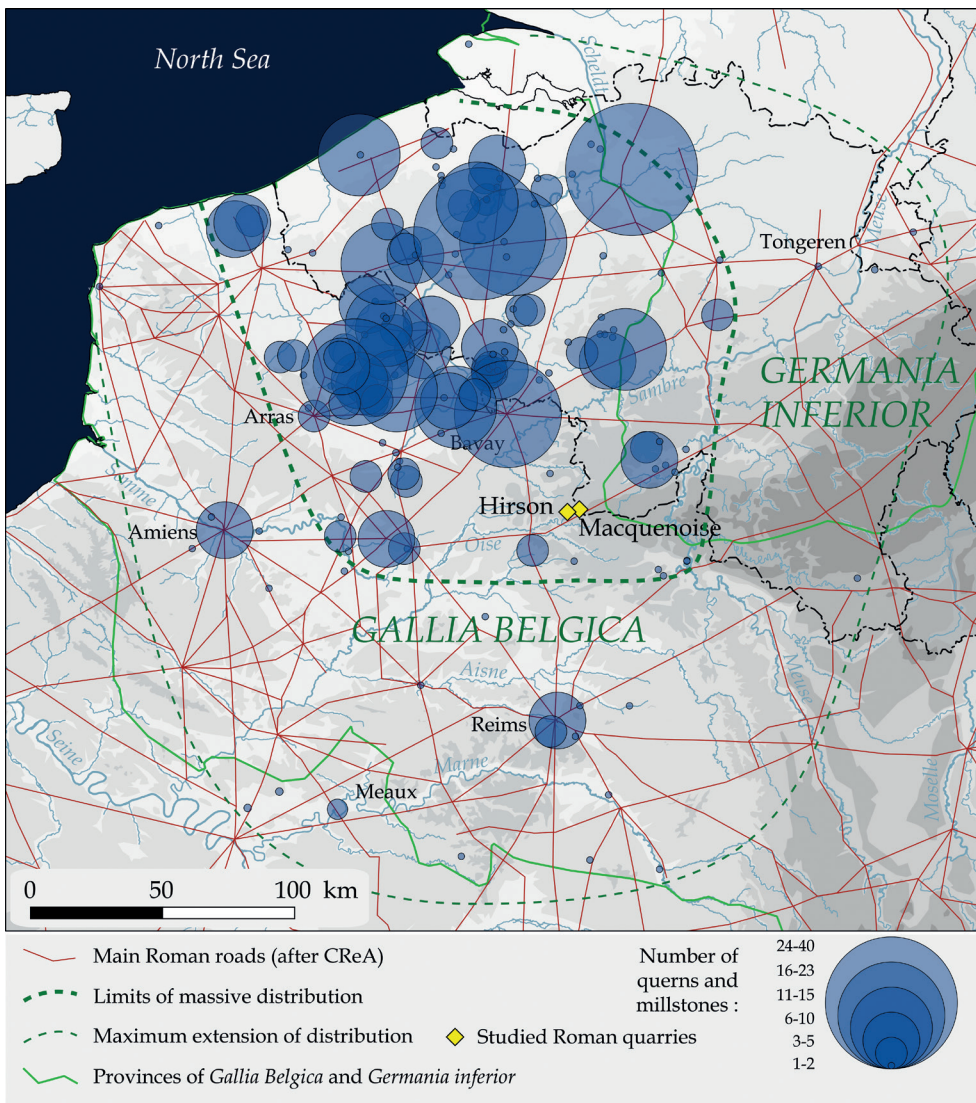 North Sea
Scheldt
Meuse
Tongeren
GERMANIA
INFERIOR
Sambre
Arras
Bavay
Somme
Hirson
Macquenoise
Amiens
Oise
GALLIA BELGICA
Aisne
Meuse
Reims
Seine
Marne
Meaux
Moselle
0 50 100 km
Main Roman roads (after CReA)
Limits of massive distribution
Maximum extension of distribution
Studied Roman quarries
Provinces of Gallia Belgica and Germania inferior
Number of
querns and
millstones :
24-40
16-23
11-15
6-10
3-5
1-2